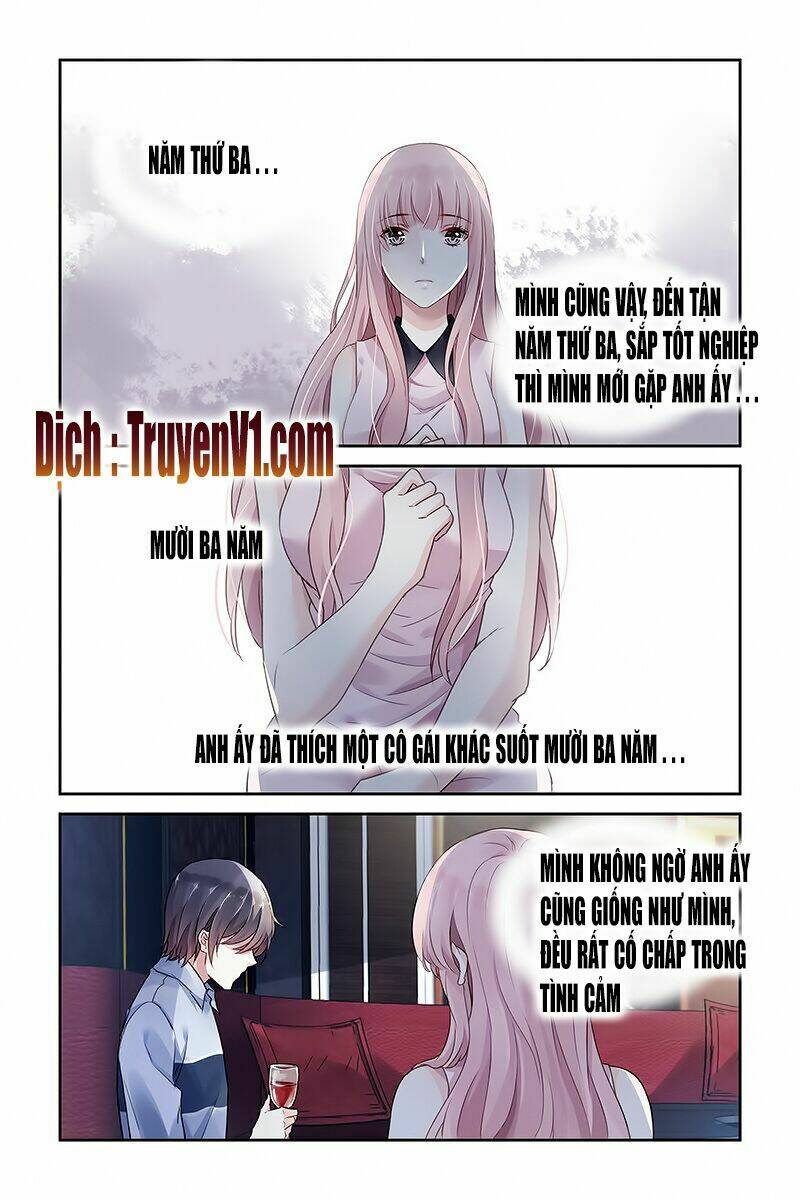 NĂM THỨ BA . . .
MÌNH CŨNG VẬY, ĐẾN TẬN
NĂM THỨ BA, SẮP TỐT NGHIỆP
THÌ MÌNH MỚI GẶP ANH ẤY . . .
Dịch : TruyenV1.com
MƯỜI BA NĂM
ANH ẤY ĐÃ THÍCH MỘT CÔ GÁI KHÁC SUỐT MƯỜI BA NĂM . . .
MÌNH KHÔNG NGỜ ANH ẤY
CŨNG GIỐNG NHƯ MÌNH,
ĐỀU RẤT CỐ CHẤP TRONG
TÌNH CẢM